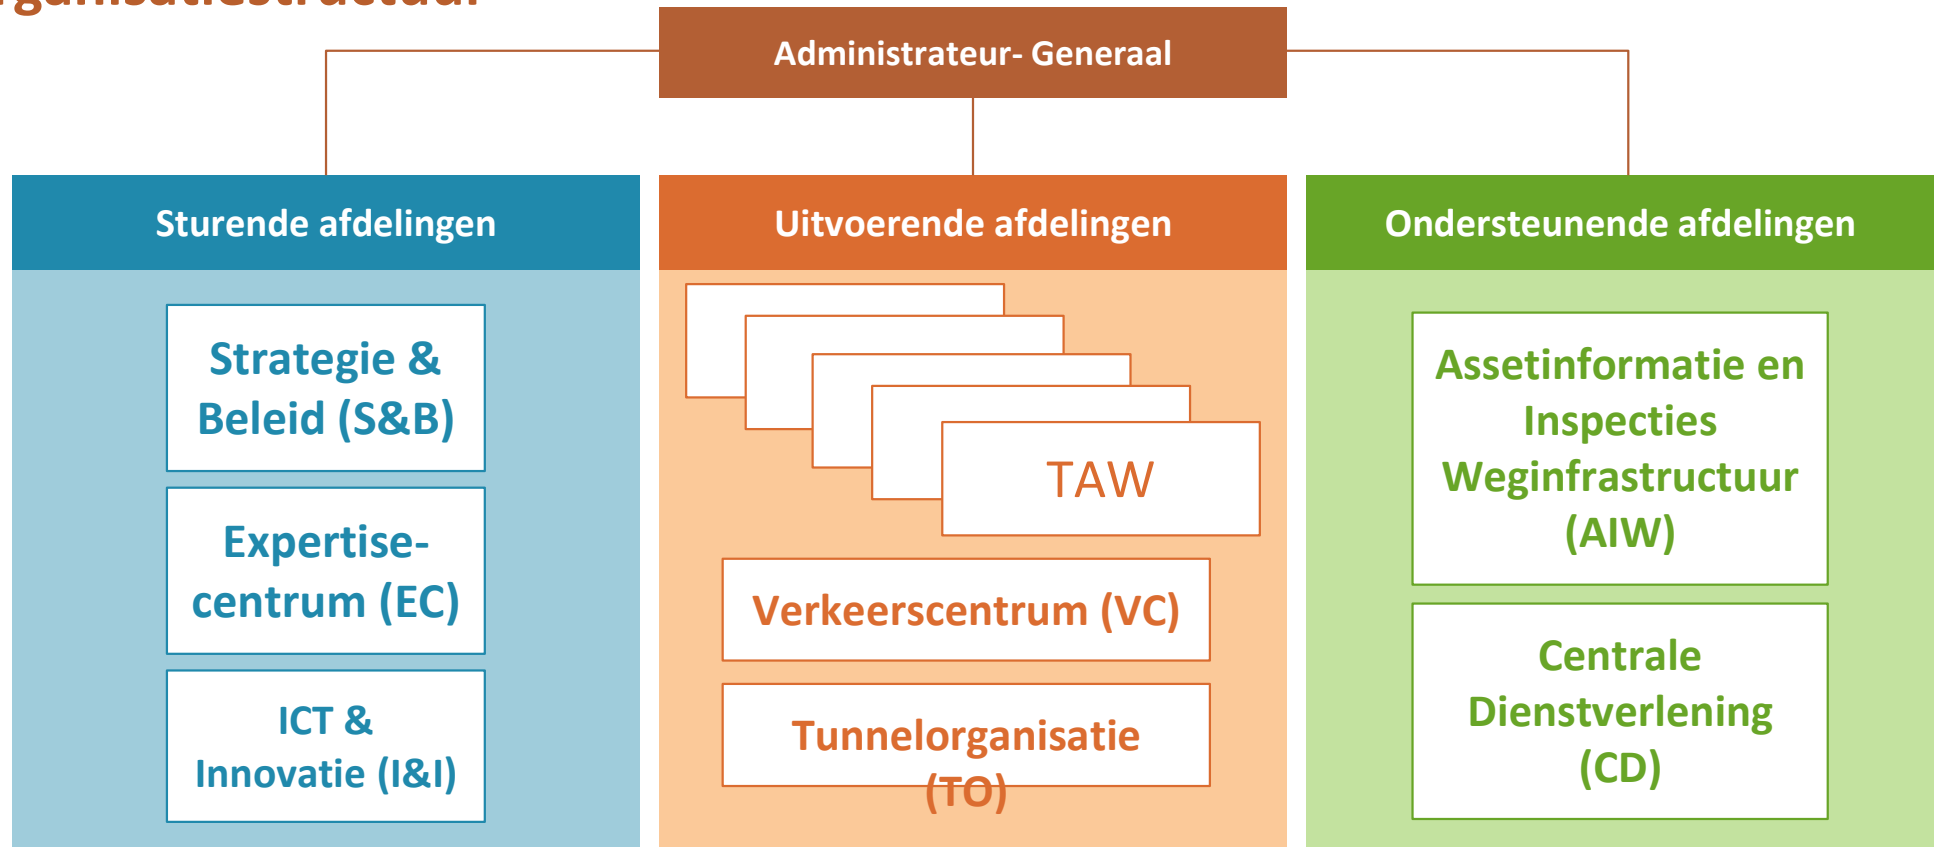 rganisatiestructuur
Administrateur- Generaal
Sturende afdelingen
Strategie &
Beleid (S&B)
Expertise-
centrum (EC)
ICT &
Innovatie (I&I)
Uitvoerende afdelingen
TAW
Verkeerscentrum (VC)
Tunnelorganisatie
(TO)
Ondersteunende afdelingen
Assetinformatie en
Inspecties
Weginfrastructuur
(AIW)
Centrale
Dienstverlening
(CD)